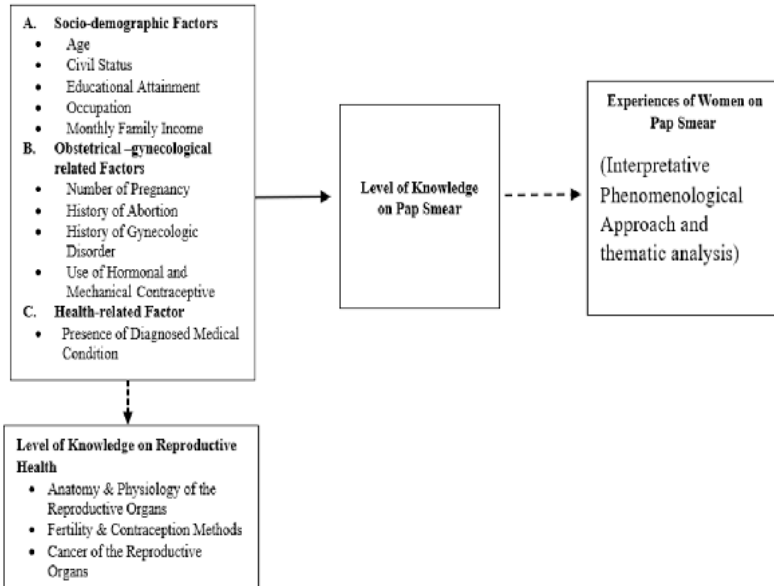 A. Socio-demographic Factors
• Age
• Civil Status
• Educational Attainment
• Occupation
• Monthly Family Income
B. Obstetrical –gynecological
related Factors
• Number of Pregnancy
• History of Abortion
• History of Gynecologic
Disorder
• Use of Hormonal and
Mechanical Contraceptive
C. Health-related Factor
• Presence of Diagnosed Medical
Condition
Level of Knowledge
on Pap Smear
Experiences of Women on
Pap Smear
(Interpretative
Phenomenological
Approach and
thematic analysis)
Level of Knowledge on Reproductive
Health
• Anatomy & Physiology of the
Reproductive Organs
• Fertility & Contraception Methods
• Cancer of the Reproductive
Organs